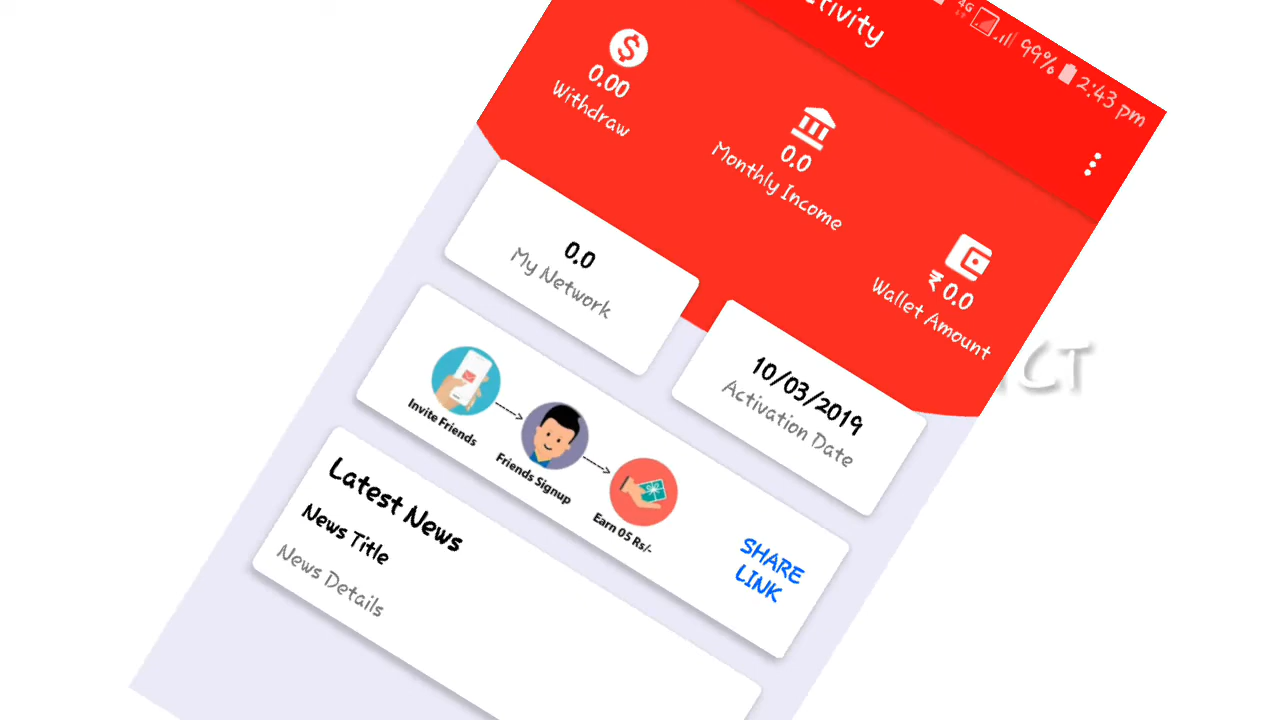 4G
99%
2:43 pm
0.00
Withdraw
0.0
Monthly Income
₹ 0.0
Wallet Amount
0.0
My Network
10/03/2019
Activation Date
Invite Friends
Friends Signup
Earn 05 Rs/-
SHARE
LINK
Latest News
News Title
News Details